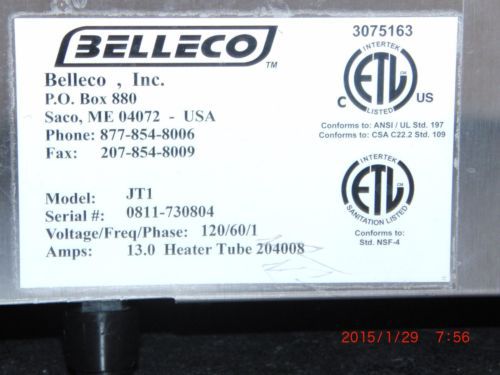 BELLECO™
Belleco , Inc.
P.O. Box 880
Saco, ME 04072 - USA
Phone: 877-854-8006
Fax: 207-854-8009
Model: JT1
Serial #: 0811-730804
Voltage/Freq/Phase: 120/60/1
Amps: 13.0 Heater Tube 204008
3075163
INTERTEK
C ETL US
LISTED
Conforms to: ANSI / UL Std. 197
Conforms to: CSA C22.2 Std. 109
INTERTEK
ETL
SANITATION LISTED
Conforms to:
Std. NSF-4
2015/1/29 7:56